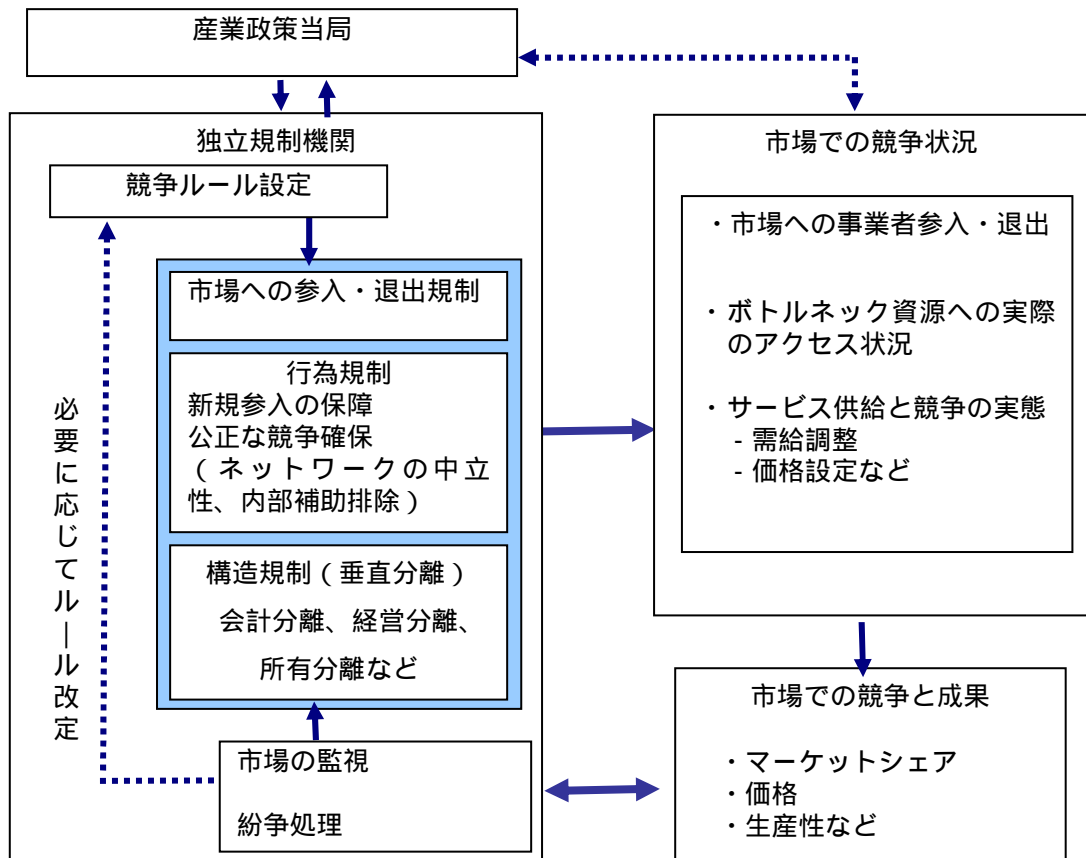 産業政策当局
独立規制機関
競争ルール設定
市場への参入・退出規制
行為規制
新規参入の保障
公正な競争確保
（ネットワークの中立
性、内部補助排除）
構造規制（垂直分離）
会計分離、経営分離、
所有分離など
市場の監視
紛争処理
必要に応じてルール改定
市場での競争状況
・市場への事業者参入・退出
・ボトルネック資源への実際
のアクセス状況
・サービス供給と競争の実態
- 需給調整
- 価格設定など
市場での競争と成果
・マーケットシェア
・価格
・生産性など